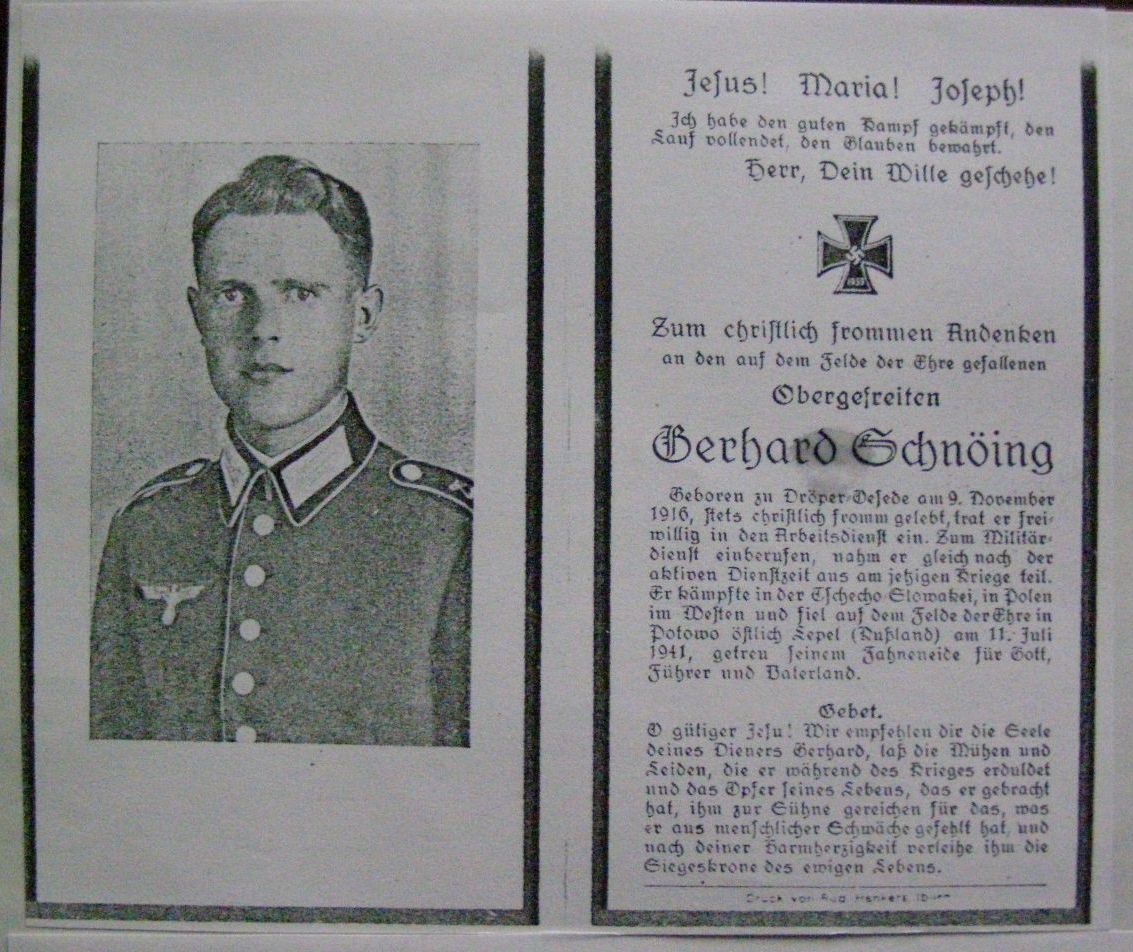 Jesus! Maria! Joseph!
Ich habe den guten Kampf gekämpft, den
Lauf vollendet, den Glauben bewahrt.
Herr, Dein Wille geschehe!
1939
Zum christlich frommen Andenken
an den auf dem Felde der Ehre gefallenen
Obergefreiten
Gerhard Schnöing
Geboren zu Dröper-Oesede am 9. November
1916, stets christlich fromm gelebt, trat er frei-
willig in den Arbeitsdienst ein. Zum Militär-
dienst einberufen, nahm er gleich nach der
aktiven Dienstzeit aus am jetzigen Kriege teil.
Er kämpfte in der Tschecho-Slowakei, in Polen
im Westen und fiel auf dem Felde der Ehre in
Potowo östlich Lepel (Rußland) am 11. Juli
1941, getreu seinem Fahneneide für Gott,
Führer und Vaterland.
Gebet.
O gütiger Jesu! Wir empfehlen dir die Seele
deines Dieners Gerhard, laß die Mühen und
Leiden, die er während des Krieges erduldet
und das Opfer seines Lebens, das er gebracht
hat, ihm zur Sühne gereichen für das, was
er aus menschlicher Schwäche gefehlt hat, und
nach deiner Barmherzigkeit verleihe ihm die
Siegeskrone des ewigen Lebens.
Druck von Rud.